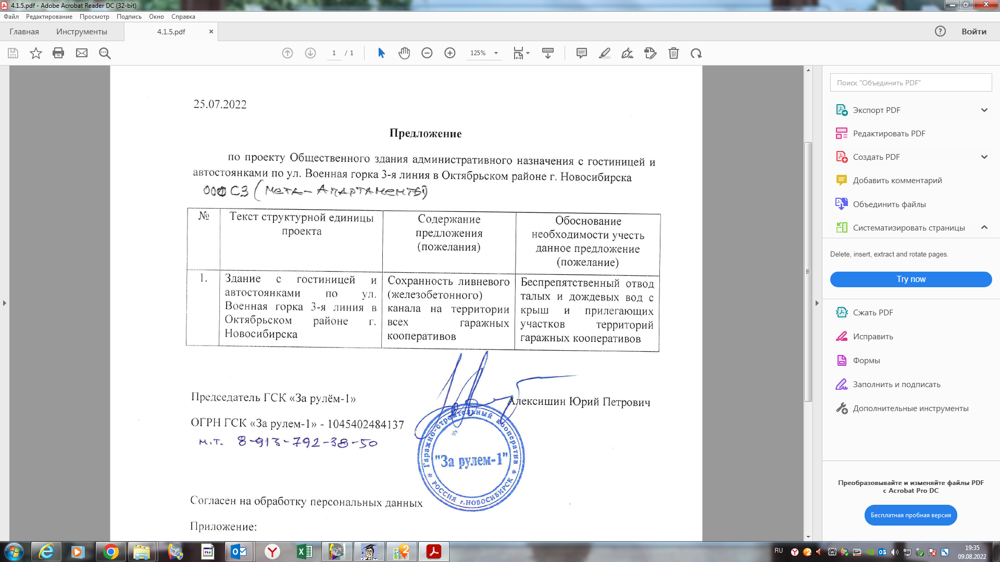 4.1.5.pdf - Adobe Acrobat Reader DC (32-bit)
Файл Редактирование Просмотр Подпись Окно Справка
Главная Инструменты 4.1.5.pdf Войти
1 / 1 125%
25.07.2022
Предложение
по проекту Общественного здания административного назначения с гостиницей и
автостоянками по ул. Военная горка 3-я линия в Октябрьском районе г. Новосибирска
ООО СЗ (Мета-Апартаменты)
№
Текст структурной единицы
проекта
Содержание
предложения
(пожелания)
Обоснование
необходимости учесть
данное предложение
(пожелание)
1.
Здание с гостиницей и
автостоянками по ул.
Военная горка 3-я линия в
Октябрьском районе г.
Новосибирска
Сохранность ливневого
(железобетонного)
канала на территории
всех гаражных
кооперативов
Беспрепятственный отвод
талых и дождевых вод с
крыш и прилегающих
участков территорий
гаражных кооперативов
Председатель ГСК «За рулём-1»
Алексишин Юрий Петрович
ОГРН ГСК «За рулем-1» - 1045402484137
м.т. 8-913-792-38-50
Гаражно-строительный кооператив
"За рулем-1"
* РОССИЯ г.НОВОСИБИРСК *
Согласен на обработку персональных данных
Приложение:
Поиск "Объединить PDF"
Экспорт PDF
Редактировать PDF
Создать PDF
Добавить комментарий
Объединить файлы
Систематизировать страницы
Delete, insert, extract and rotate pages.
Try now
Сжать PDF
Исправить
Формы
Заполнить и подписать
Дополнительные инструменты
Преобразовывайте и изменяйте файлы PDF
с Acrobat Pro DC
Бесплатная пробная версия
RU
19:35
09.08.2022